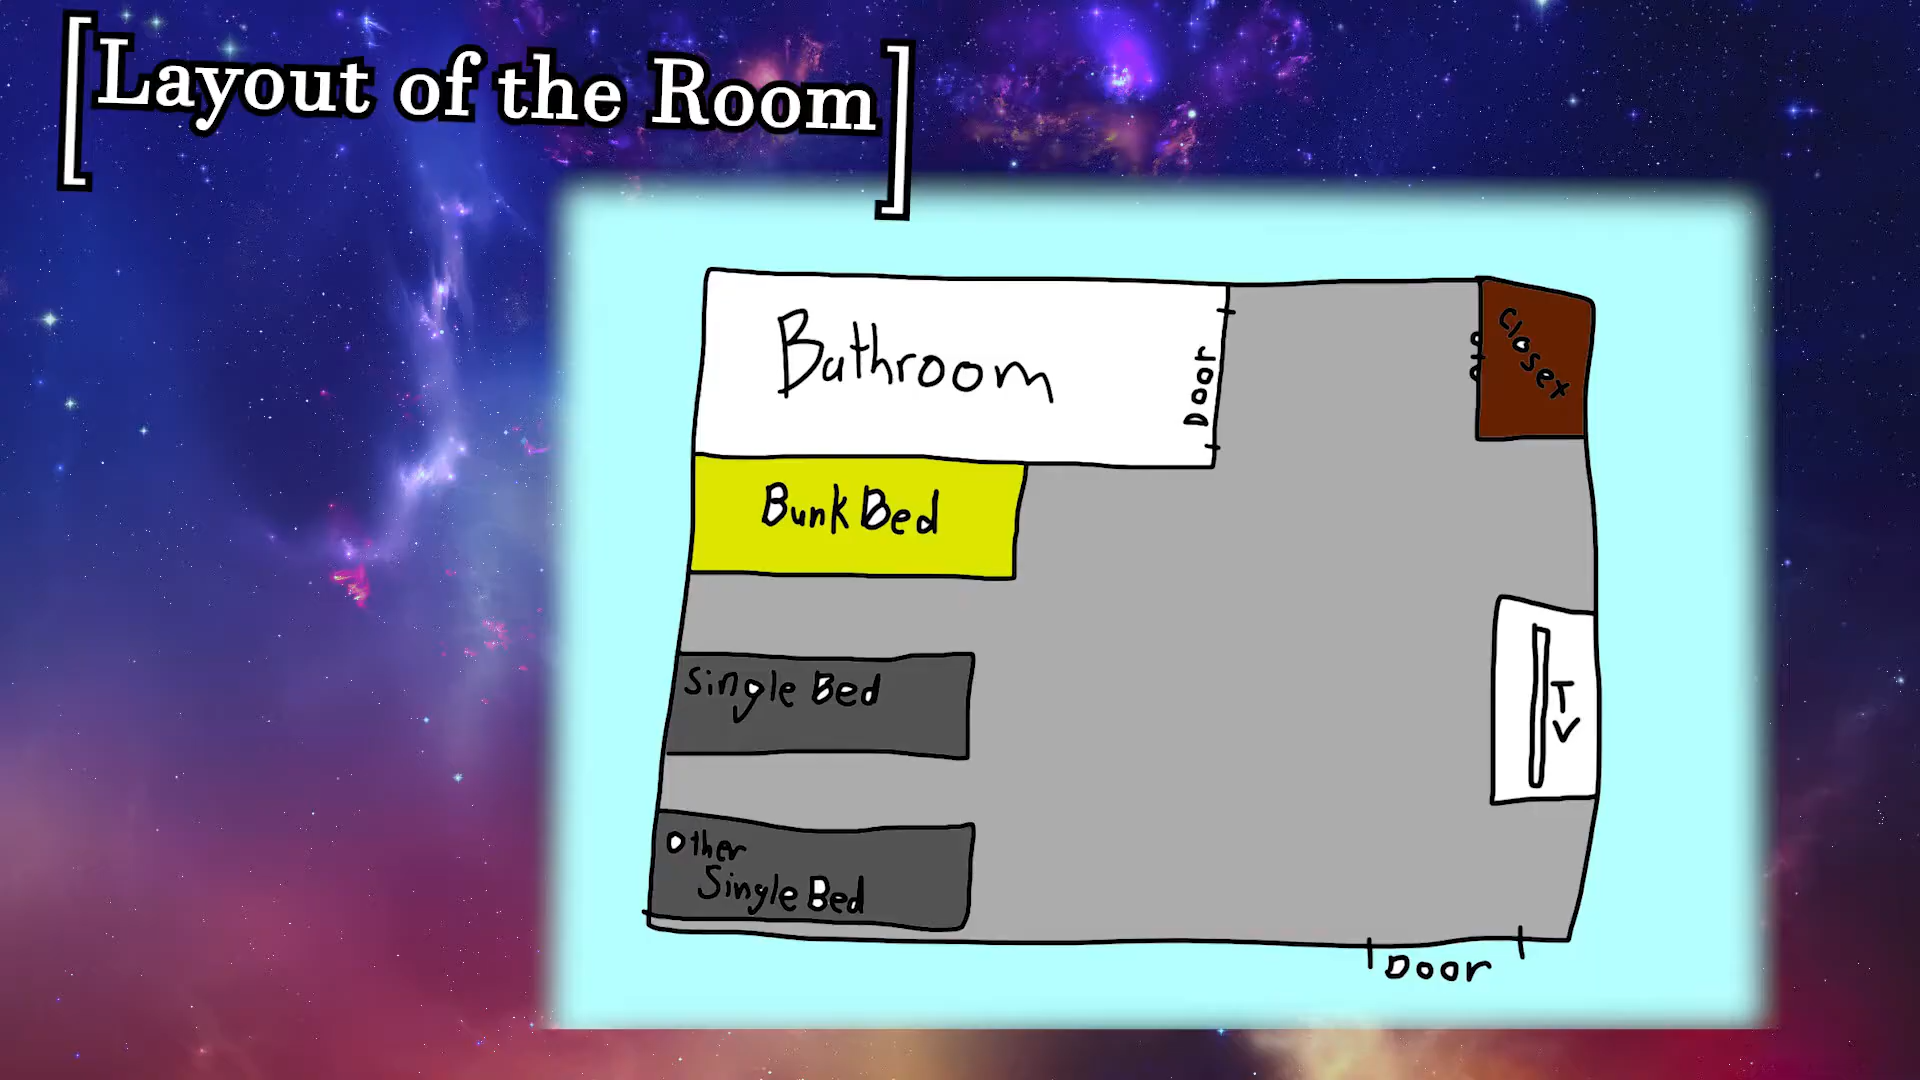 [Layout of the Room]
Bathroom
Door
Closet
Bunk Bed
Single Bed
TV
Other
Single Bed
Door